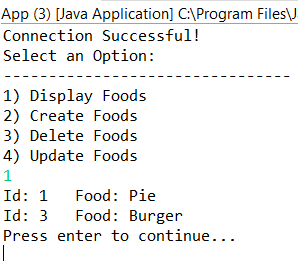 App (3) [Java Application] C:\Program Files\J
Connection Successful!
Select an Option:
-------------------------------
1) Display Foods
2) Create Foods
3) Delete Foods
4) Update Foods
1
Id: 1   Food: Pie
Id: 3   Food: Burger
Press enter to continue...